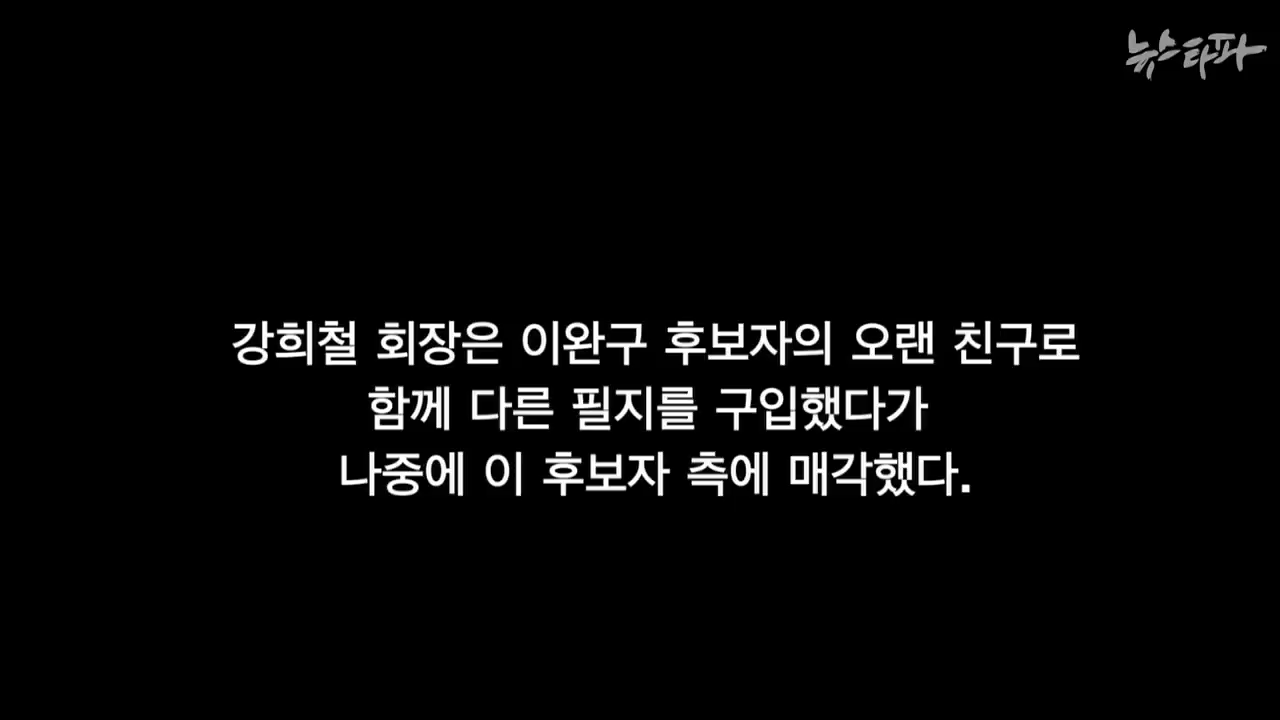 뉴스타파
강희철 회장은 이완구 후보자의 오랜 친구로
함께 다른 필지를 구입했다가
나중에 이 후보자 측에 매각했다.